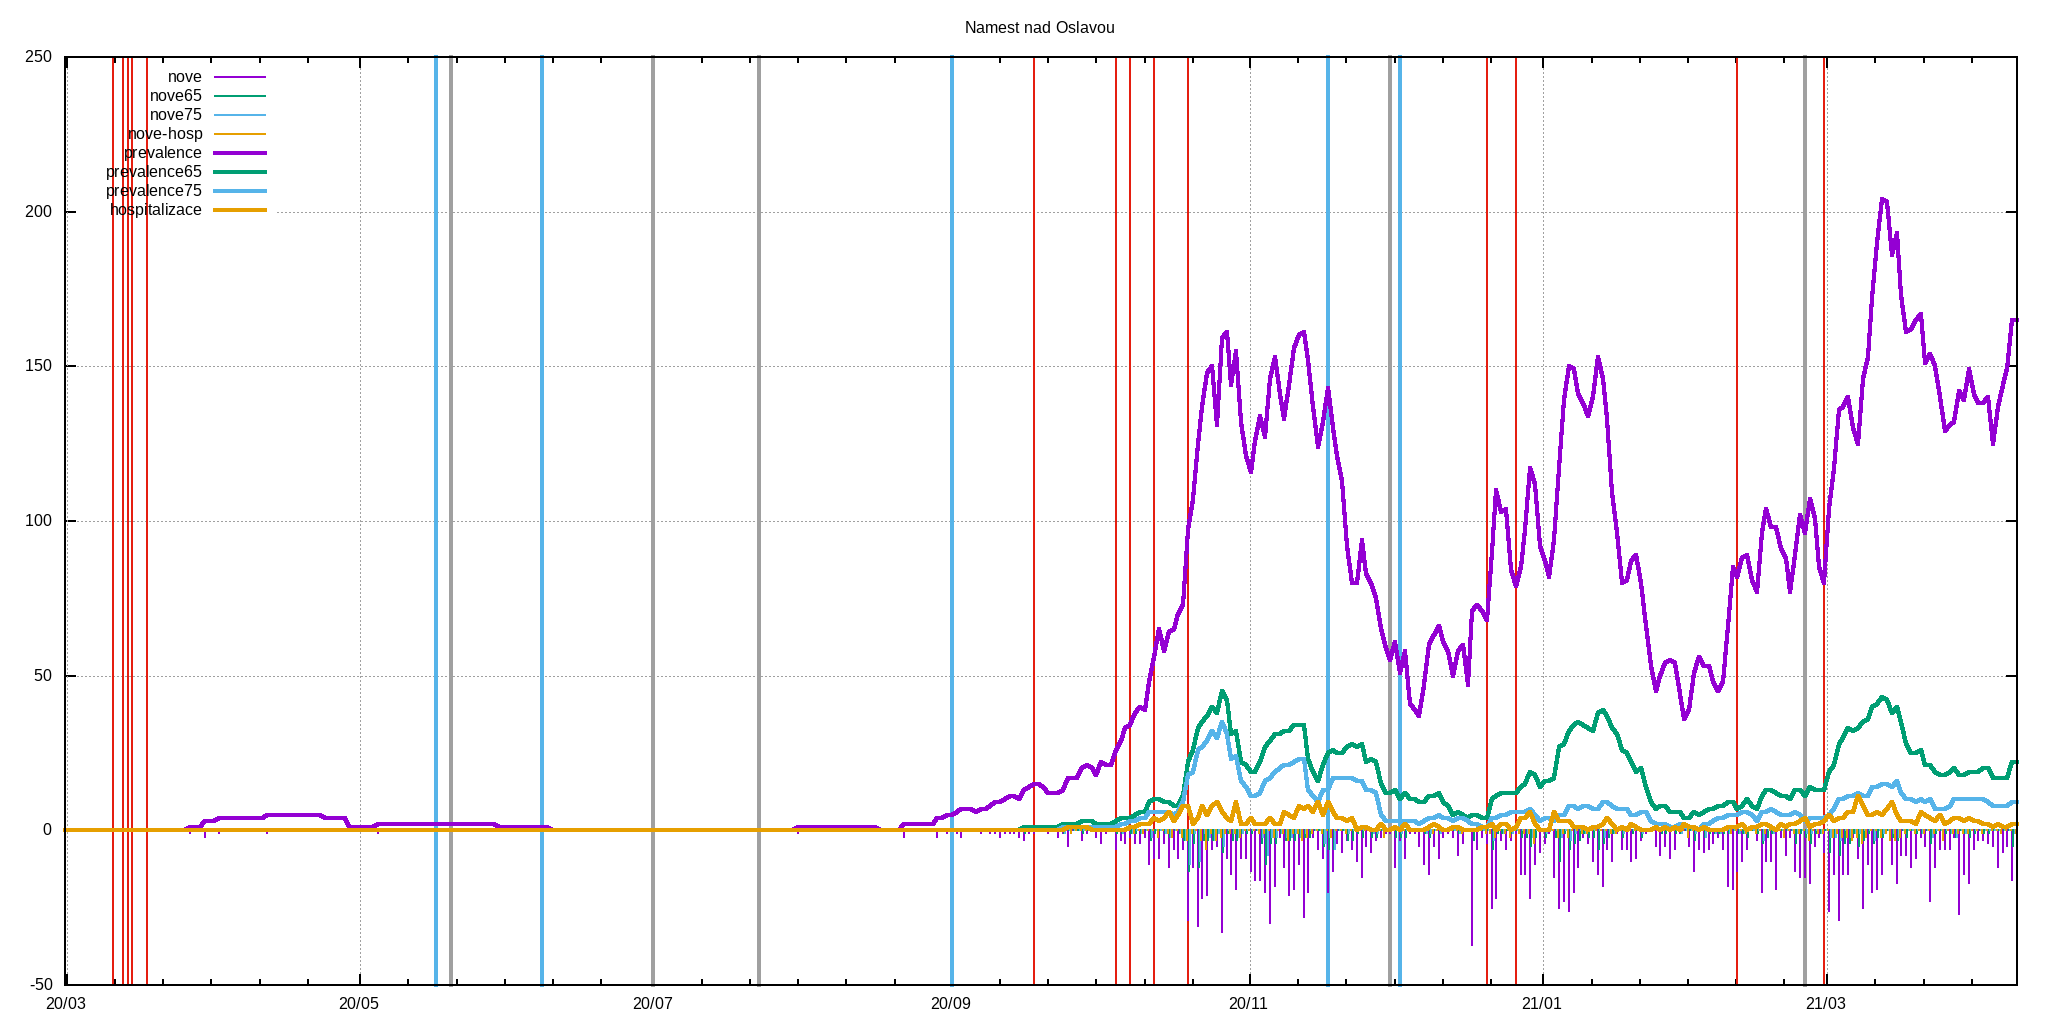 Namest nad Oslavou
250
nove
nove65
nove75
nove-hosp
prevalence
prevalence65
prevalence75
hospitalizace
200
150
100
50
0
-50
20/03 20/05 20/07 20/09 20/11 21/01 21/03